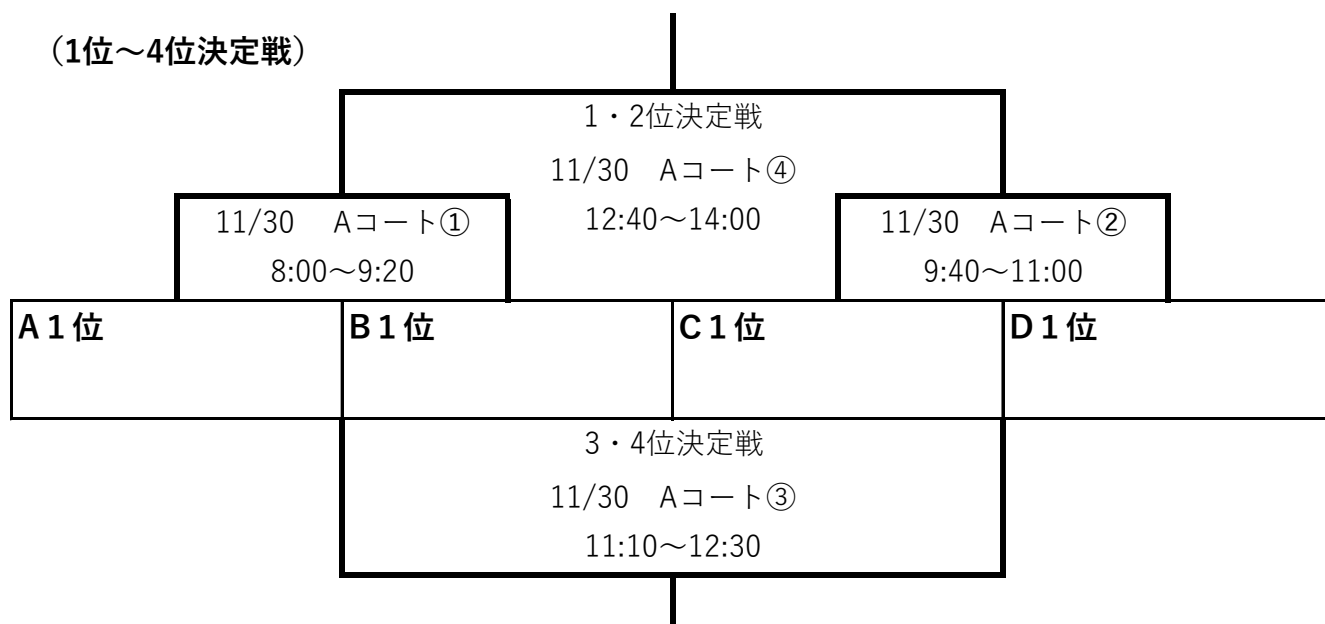 （1位～4位決定戦）
1・2位決定戦
11/30　Aコート④
12:40～14:00
11/30　Aコート①
8:00～9:20
11/30　Aコート②
9:40～11:00
A１位
B１位
C１位
D１位
3・4位決定戦
11/30　Aコート③
11:10～12:30